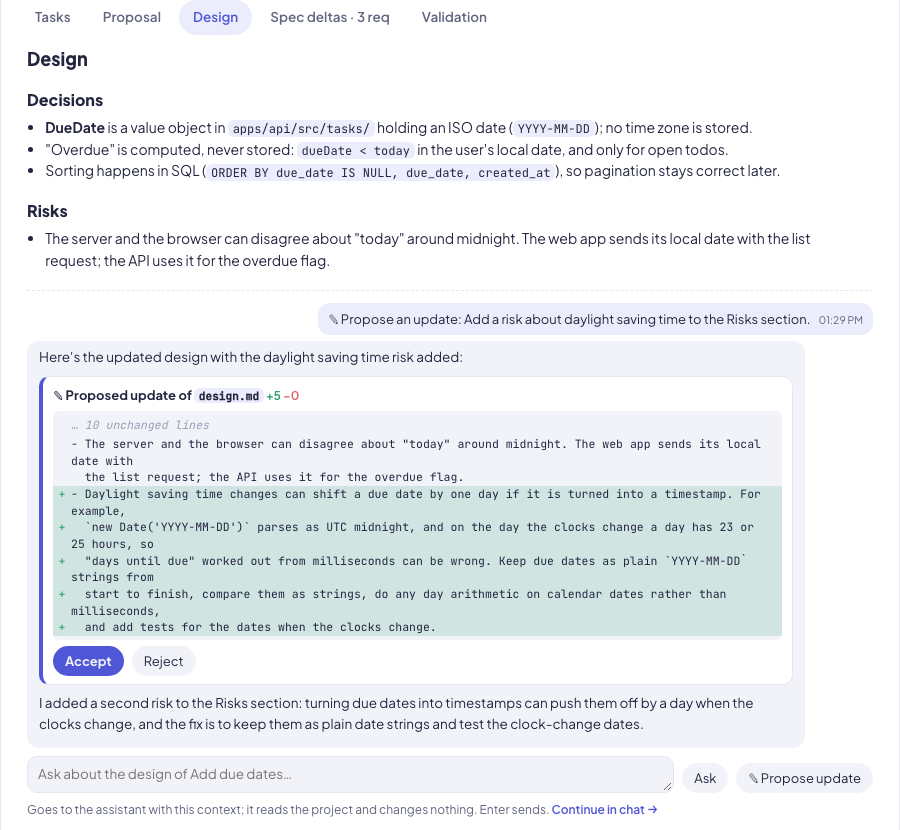 Tasks Proposal Design Spec deltas · 3 req Validation
Design
Decisions
• DueDate is a value object in apps/api/src/tasks/ holding an ISO date ( YYYY-MM-DD ); no time zone is stored.
• "Overdue" is computed, never stored: dueDate < today in the user's local date, and only for open todos.
• Sorting happens in SQL ( ORDER BY due_date IS NULL, due_date, created_at ), so pagination stays correct later.
Risks
• The server and the browser can disagree about "today" around midnight. The web app sends its local date with the list
request; the API uses it for the overdue flag.
✎ Propose an update: Add a risk about daylight saving time to the Risks section. 01:29 PM
Here's the updated design with the daylight saving time risk added:
✎ Proposed update of design.md +5 −0
… 10 unchanged lines
- The server and the browser can disagree about "today" around midnight. The web app sends its local
date with
the list request; the API uses it for the overdue flag.
+ - Daylight saving time changes can shift a due date by one day if it is turned into a timestamp. For
example,
+ `new Date('YYYY-MM-DD')` parses as UTC midnight, and on the day the clocks change a day has 23 or
25 hours, so
+ "days until due" worked out from milliseconds can be wrong. Keep due dates as plain `YYYY-MM-DD`
strings from
+ start to finish, compare them as strings, do any day arithmetic on calendar dates rather than
milliseconds,
+ and add tests for the dates when the clocks change.
Accept Reject
I added a second risk to the Risks section: turning due dates into timestamps can push them off by a day when the
clocks change, and the fix is to keep them as plain date strings and test the clock-change dates.
Ask about the design of Add due dates… Ask ✎ Propose update
Goes to the assistant with this context; it reads the project and changes nothing. Enter sends. Continue in chat →